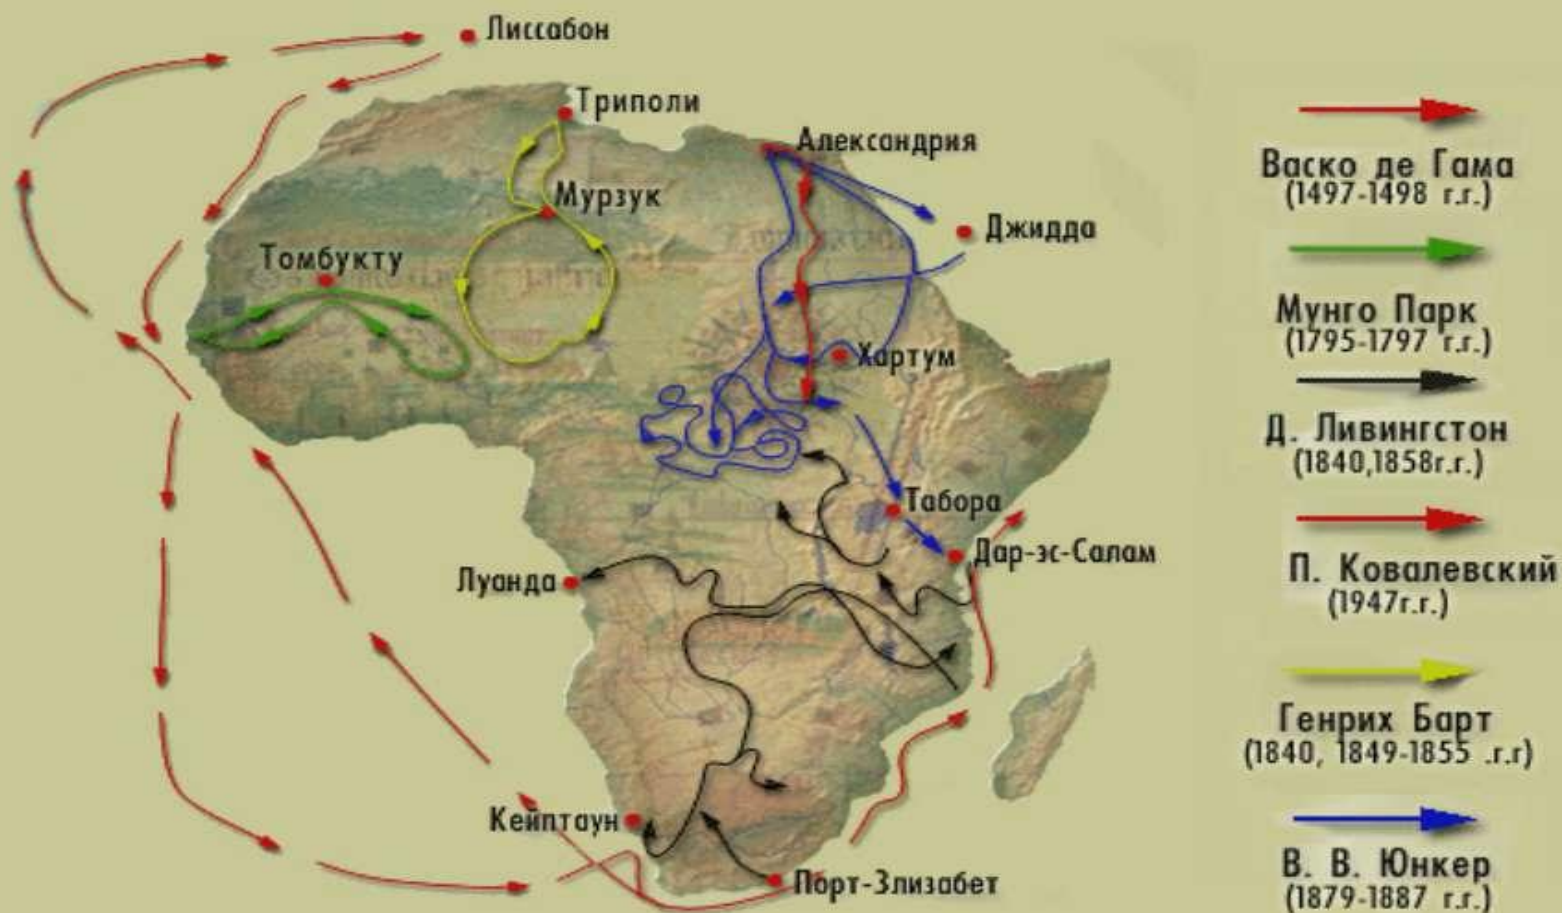 Лиссабон
Триполи
Александрия
Мурзук
Джидда
Томбукту
Хартум
Табора
Дар-эс-Салам
Луанда
Кейптаун
Порт-Злизабет
Васко де Гама
(1497-1498 г.г.)
Мунго Парк
(1795-1797 г.г.)
Д. Ливингстон
(1840,1858г.г.)
П. Ковалевский
(1947г.г.)
Генрих Барт
(1840, 1849-1855 .г.г)
В. В. Юнкер
(1879-1887 г.г.)